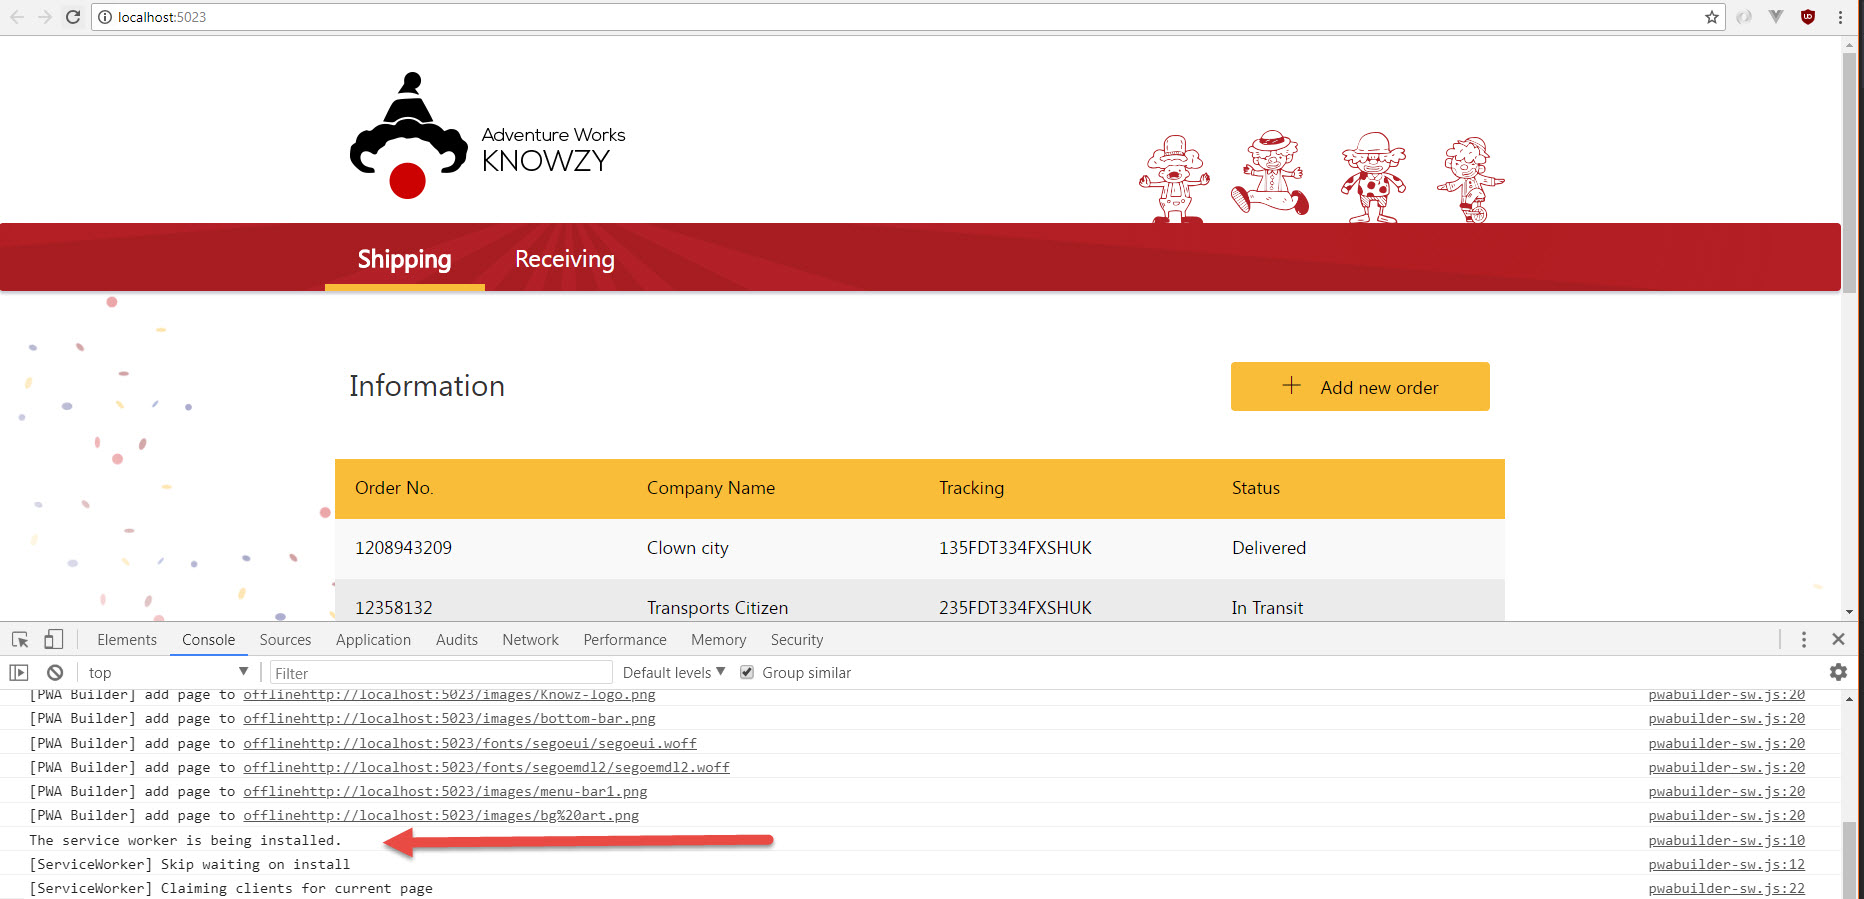 localhost:5023
Adventure Works
KNOWZY
Shipping Receiving
Information
Add new order
Order No. Company Name Tracking Status
1208943209 Clown city 135FDT334FXSHUK Delivered
12358132 Transports Citizen 235FDT334FXSHUK In Transit
Elements Console Sources Application Audits Network Performance Memory Security
top Filter Default levels Group similar
[PWA Builder] add page to offlinehttp://localhost:5023/images/Knowz-logo.png pwabuilder-sw.js:20
[PWA Builder] add page to offlinehttp://localhost:5023/images/bottom-bar.png pwabuilder-sw.js:20
[PWA Builder] add page to offlinehttp://localhost:5023/fonts/segoeui/segoeui.woff pwabuilder-sw.js:20
[PWA Builder] add page to offlinehttp://localhost:5023/fonts/segoemdl2/segoemdl2.woff pwabuilder-sw.js:20
[PWA Builder] add page to offlinehttp://localhost:5023/images/menu-bar1.png pwabuilder-sw.js:20
[PWA Builder] add page to offlinehttp://localhost:5023/images/bg%20art.png pwabuilder-sw.js:20
The service worker is being installed. pwabuilder-sw.js:10
[ServiceWorker] Skip waiting on install pwabuilder-sw.js:12
[ServiceWorker] Claiming clients for current page pwabuilder-sw.js:22